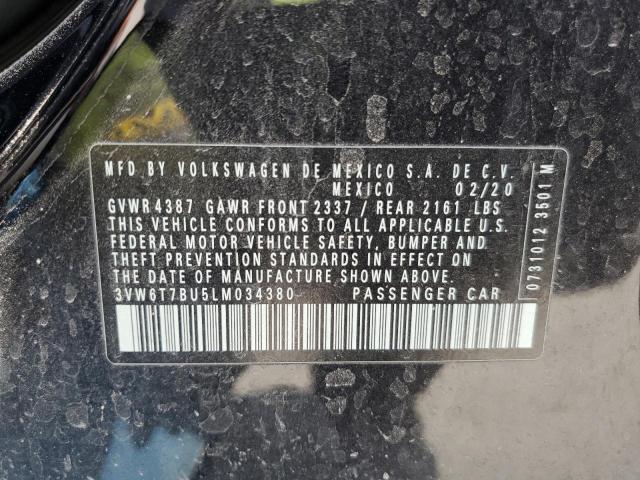 MFD BY VOLKSWAGEN DE MEXICO S.A. DE C.V.
MEXICO 02/20
GVWR 4387 GAWR FRONT 2337 / REAR 2161 LBS
THIS VEHICLE CONFORMS TO ALL APPLICABLE U.S.
FEDERAL MOTOR VEHICLE SAFETY, BUMPER AND
THEFT PREVENTION STANDARDS IN EFFECT ON THE
DATE OF MANUFACTURE SHOWN ABOVE.
3VW6T7BU5LM034380 PASSENGER CAR
0731012 3501 M